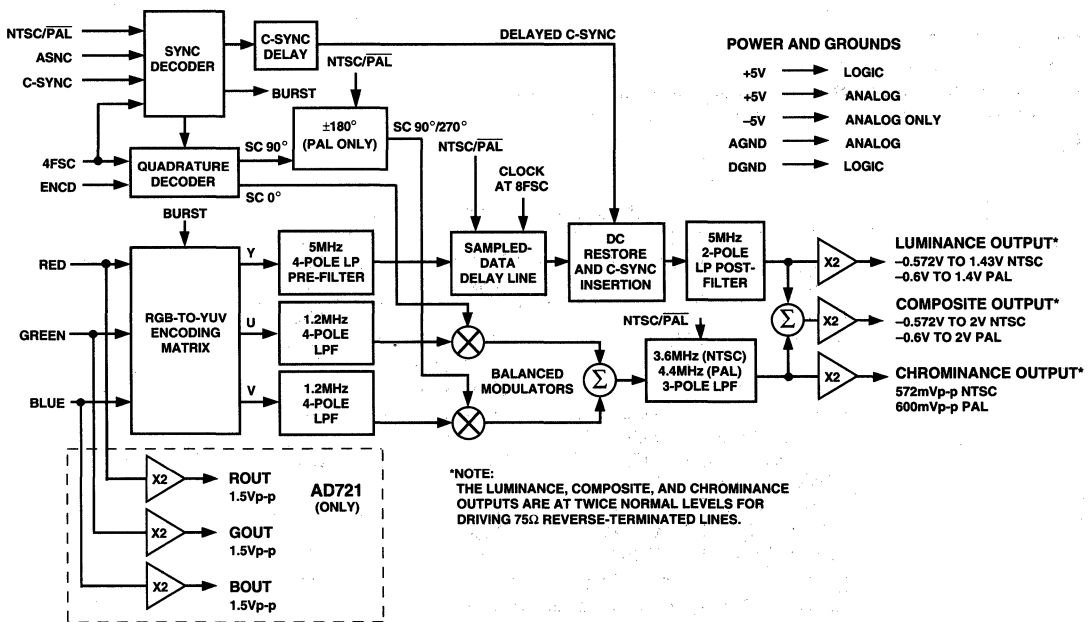 NTSC/PAL
ASNC
C-SYNC
4FSC
ENCD
SYNC
DECODER
C-SYNC
DELAY
BURST
DELAYED C-SYNC
NTSC/PAL
±180°
(PAL ONLY)
SC 90°
SC 90°/270°
QUADRATURE
DECODER
SC 0°
POWER AND GROUNDS
+5V LOGIC
+5V ANALOG
–5V ANALOG ONLY
AGND ANALOG
DGND LOGIC
NTSC/PAL
CLOCK
AT 8FSC
BURST
RED
GREEN
BLUE
RGB-TO-YUV
ENCODING
MATRIX
Y
U
V
5MHz
4-POLE LP
PRE-FILTER
1.2MHz
4-POLE
LPF
1.2MHz
4-POLE
LPF
SAMPLED-
DATA
DELAY LINE
DC
RESTORE
AND C-SYNC
INSERTION
5MHz
2-POLE
LP POST-
FILTER
BALANCED
MODULATORS
Σ
NTSC/PAL
3.6MHz (NTSC)
4.4MHz (PAL)
3-POLE LPF
Σ
X2
LUMINANCE OUTPUT*
–0.572V TO 1.43V NTSC
–0.6V TO 1.4V PAL
X2
COMPOSITE OUTPUT*
–0.572V TO 2V NTSC
–0.6V TO 2V PAL
X2
CHROMINANCE OUTPUT*
572mVp-p NTSC
600mVp-p PAL
X2
ROUT
1.5Vp-p
X2
GOUT
1.5Vp-p
X2
BOUT
1.5Vp-p
AD721
(ONLY)
*NOTE:
THE LUMINANCE, COMPOSITE, AND CHROMINANCE
OUTPUTS ARE AT TWICE NORMAL LEVELS FOR
DRIVING 75Ω REVERSE-TERMINATED LINES.